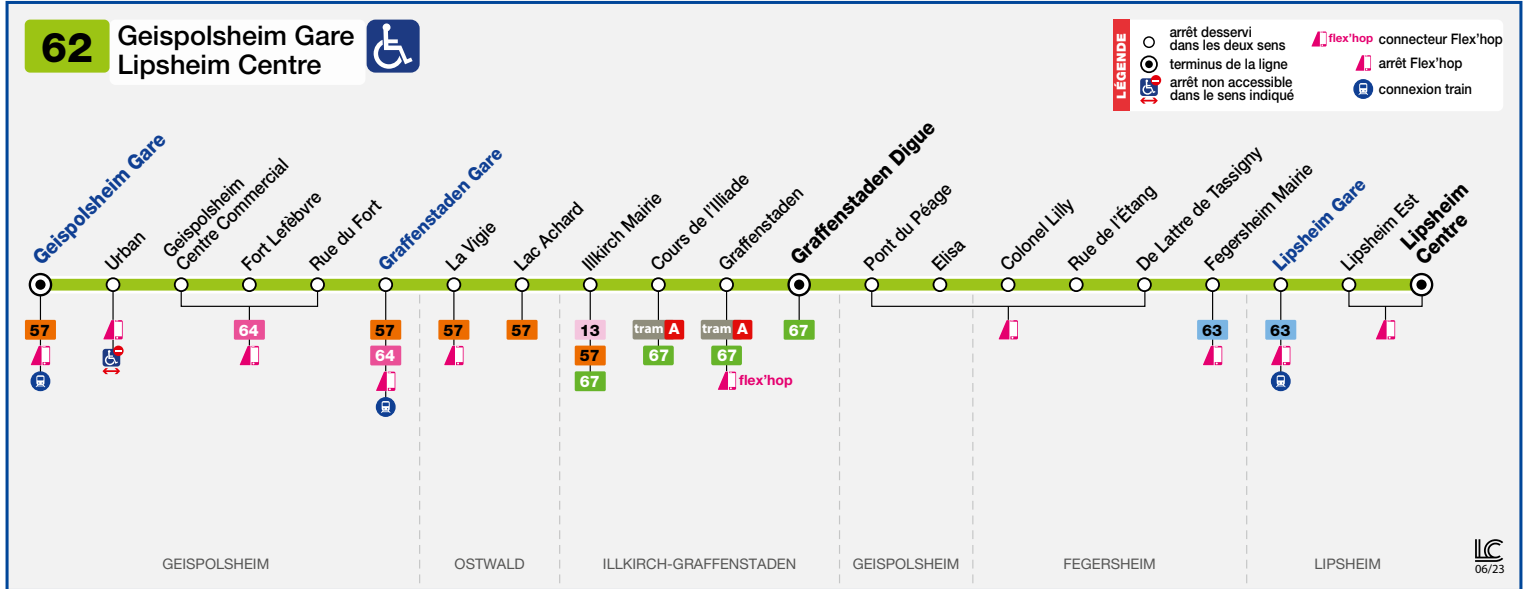 62
Geispolsheim Gare
Lipsheim Centre
LÉGENDE
arrêt desservi
dans les deux sens
terminus de la ligne
arrêt non accessible
dans le sens indiqué
flex'hop connecteur Flex'hop
arrêt Flex'hop
connexion train
Geispolsheim Gare
Urban
Geispolsheim
Centre Commercial
Fort Lefèbvre
Rue du Fort
Graffenstaden Gare
La Vigie
Lac Achard
Illkirch Mairie
Cours de l'Illiade
Graffenstaden
Graffenstaden Digue
Pont du Péage
Elisa
Colonel Lilly
Rue de l'Étang
De Lattre de Tassigny
Fegersheim Mairie
Lipsheim Gare
Lipsheim Est
Lipsheim
Centre
57
64
57
64
57
57
13
57
67
tram A
67
tram A
67
flex'hop
67
63
63
GEISPOLSHEIM
OSTWALD
ILLKIRCH-GRAFFENSTADEN
GEISPOLSHEIM
FEGERSHEIM
LIPSHEIM
LC
06/23